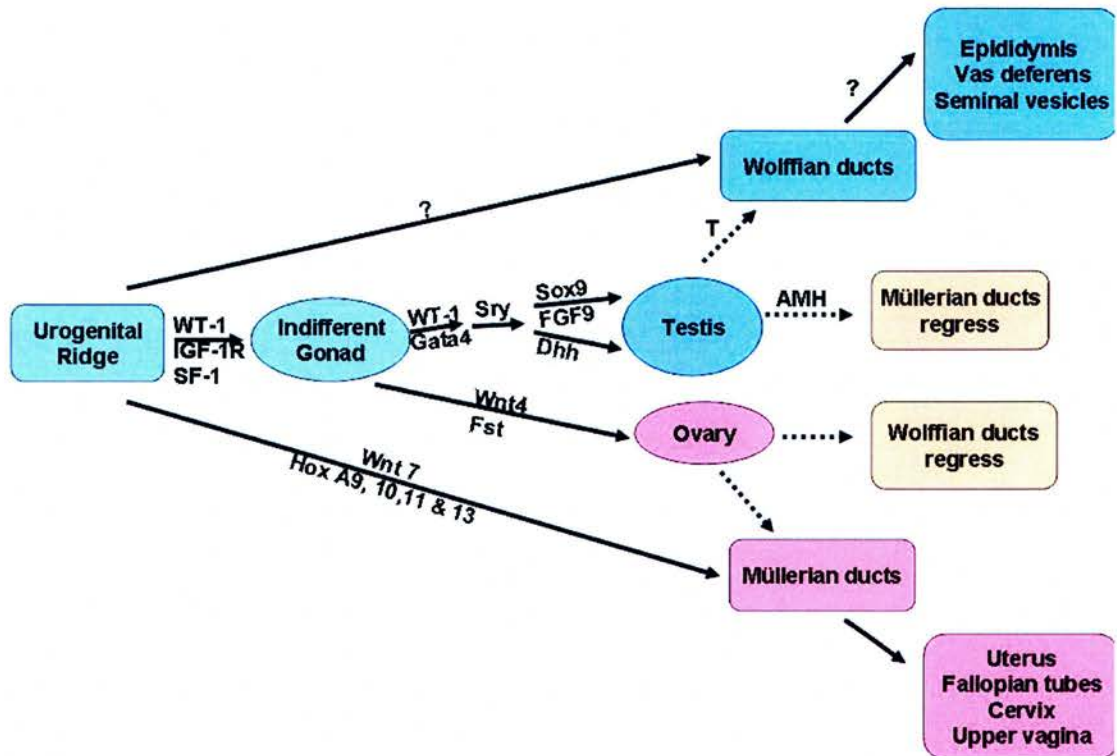 Epididymis
Vas deferens
Seminal vesicles
?
Wolffian ducts
?
T
Urogenital
Ridge
WT-1
IGF-1R
SF-1
Indifferent
Gonad
WT-1
Gata4
Sry
Sox9
FGF9
Dhh
Testis
AMH
Müllerian ducts
regress
Wnt4
Fst
Ovary
Wolffian ducts
regress
Wnt 7
Hox A9, 10,11 & 13
Müllerian ducts
Uterus
Fallopian tubes
Cervix
Upper vagina